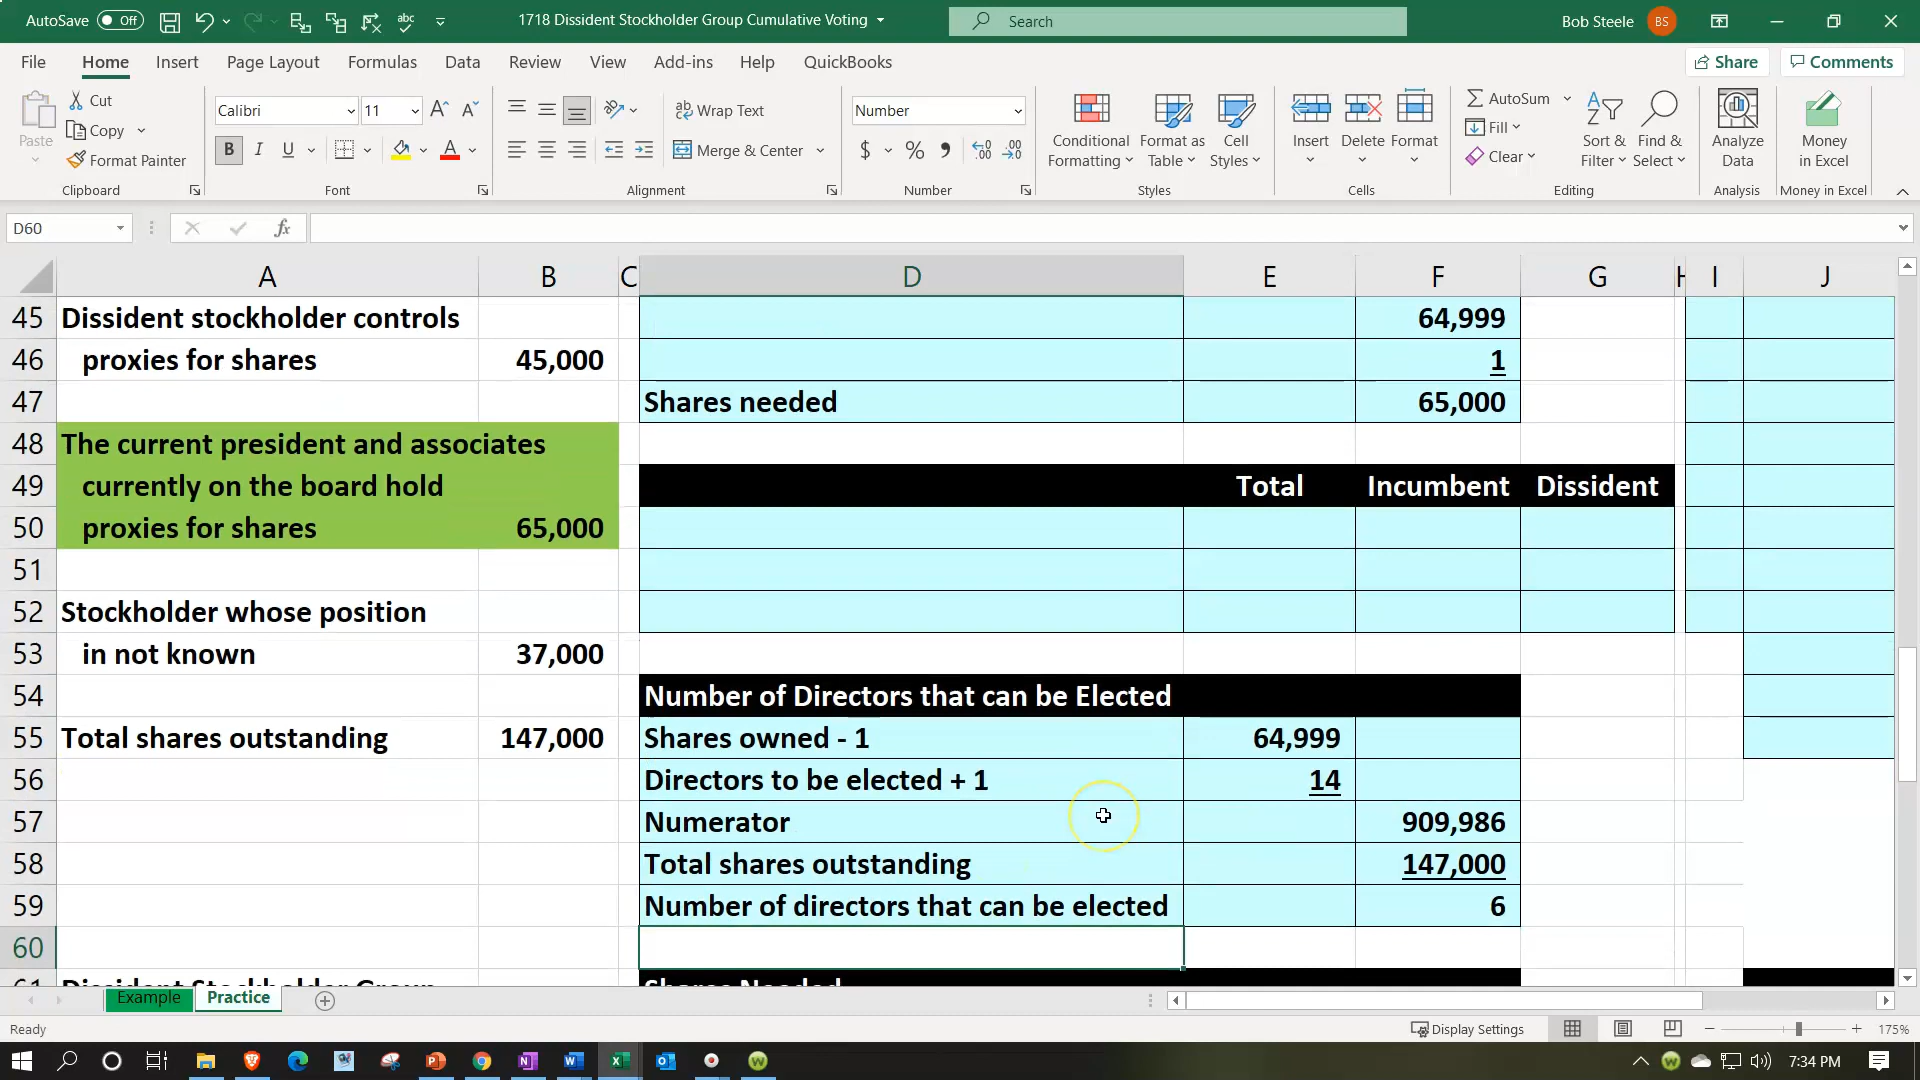 AutoSave Off 1718 Dissident Stockholder Group Cumulative Voting Search Bob Steele BS
File Home Insert Page Layout Formulas Data Review View Add-ins Help QuickBooks Share Comments
Paste Cut Copy Format Painter Clipboard
Calibri 11 B I U A Font
Wrap Text Merge & Center Alignment
Number $ % Number
Conditional Formatting Format as Table Cell Styles Styles
Insert Delete Format Cells
AutoSum Fill Clear Sort & Filter Find & Select Editing
Analyze Data Analysis
Money in Excel Money in Excel
D60 fx
A B C D E F G H I J
45 Dissident stockholder controls 64,999
46 proxies for shares 45,000 1
47 Shares needed 65,000
48 The current president and associates
49 currently on the board hold Total Incumbent Dissident
50 proxies for shares 65,000
51
52 Stockholder whose position
53 in not known 37,000
54 Number of Directors that can be Elected
55 Total shares outstanding 147,000 Shares owned - 1 64,999
56 Directors to be elected + 1 14
57 Numerator 909,986
58 Total shares outstanding 147,000
59 Number of directors that can be elected 6
60
61 Dissident Stockholder Group Shares Needed
Example Practice
Ready Display Settings 175%
7:34 PM